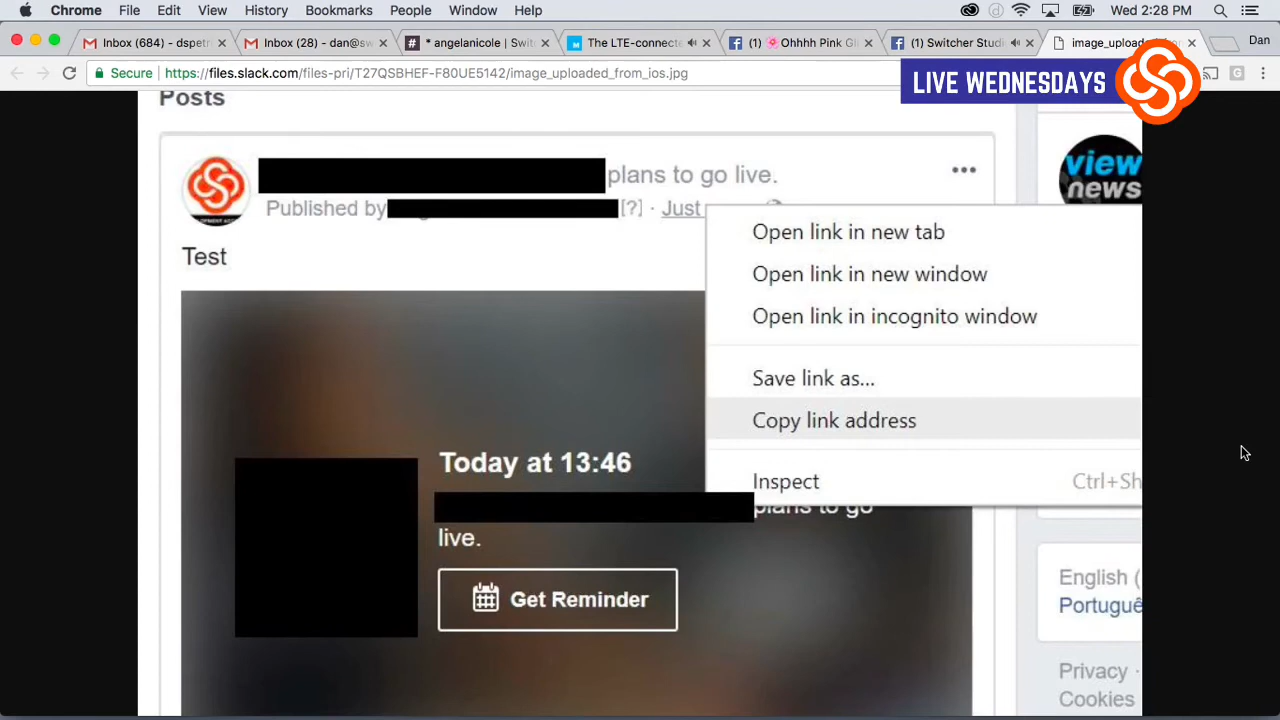 Chrome File Edit View History Bookmarks People Window Help Wed 2:28 PM
Inbox (684) - dspetr Inbox (28) - dan@sw # * angelanicole | Swit The LTE-connecte (1) 🌸Ohhhh Pink Gi (1) Switcher Stud image_uploaded Dan
Secure https://files.slack.com/files-pri/T27QSBHEF-F80UE5142/image_uploaded_from_ios.jpg
LIVE WEDNESDAYS
Posts
plans to go live.
view
news
Published by [?] · Just
Test
Open link in new tab
Open link in new window
Open link in incognito window
Save link as...
Copy link address
Inspect Ctrl+Sh
Today at 13:46
plans to go
live.
Get Reminder
English (
Portuguê
Privacy ·
Cookies